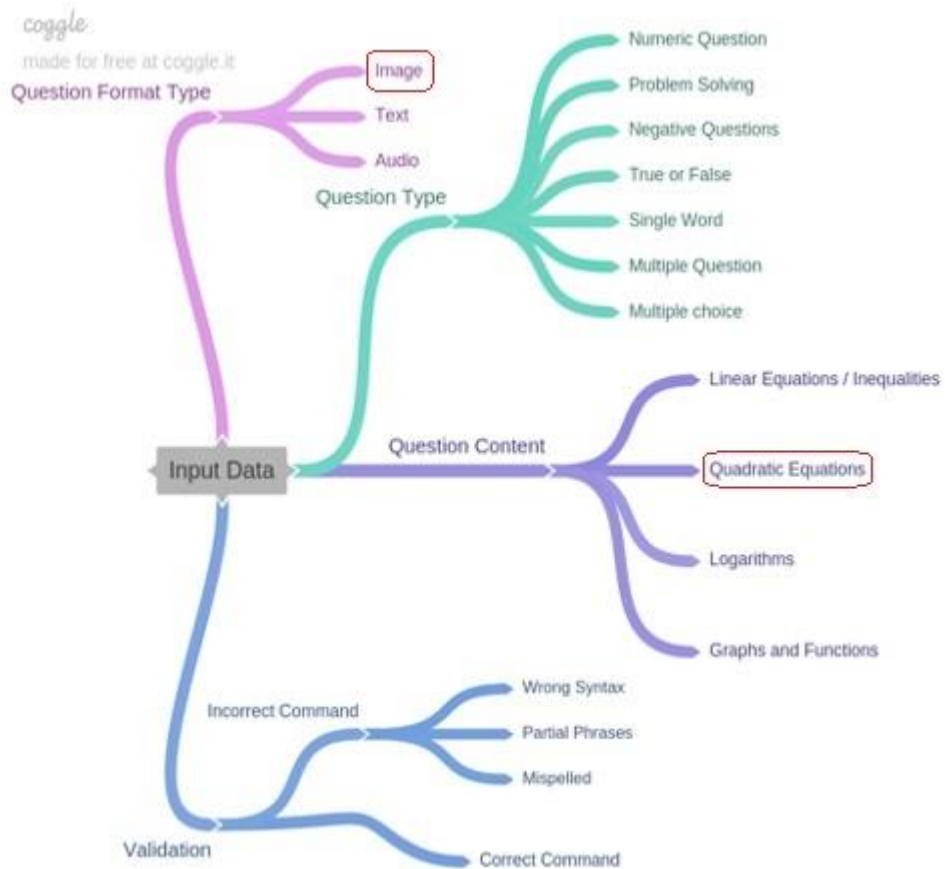 coggle
made for free at coggle.it
Question Format Type
Image
Text
Audio
Question Type
Numeric Question
Problem Solving
Negative Questions
True or False
Single Word
Multiple Question
Multiple choice
Input Data
Question Content
Linear Equations / Inequalities
Quadratic Equations
Logarithms
Graphs and Functions
Validation
Incorrect Command
Wrong Syntax
Partial Phrases
Mispelled
Correct Command